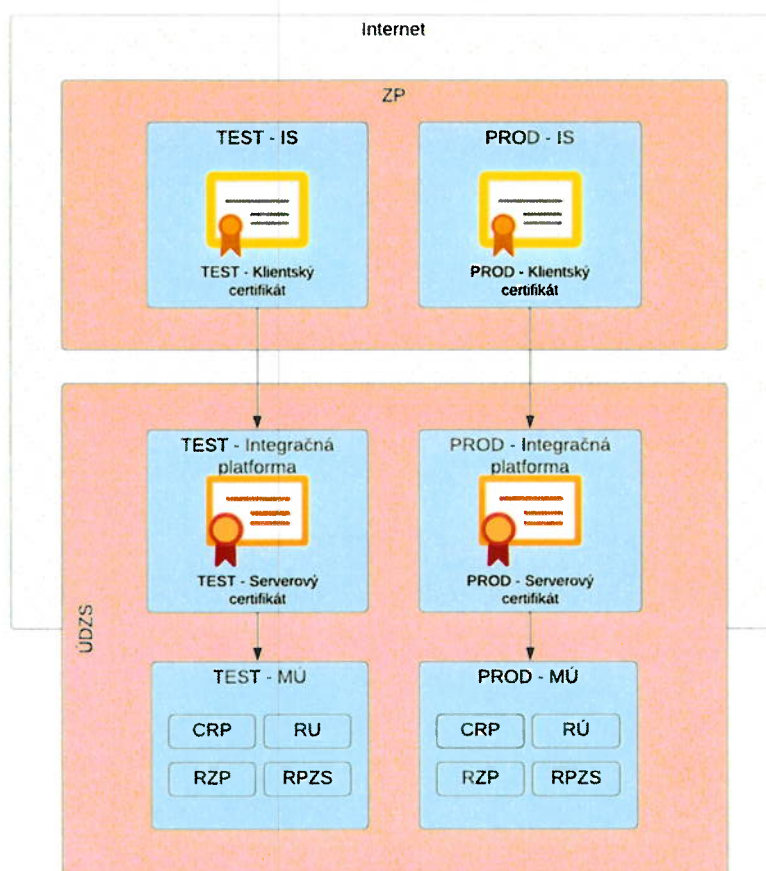 Internet
ZP
TEST - IS
TEST - Klientský
certifikát
PROD - IS
PROD - Klientský
certifikát
ÚDZS
TEST - Integračná
platforma
TEST - Serverový
certifikát
PROD - Integračná
platforma
PROD - Serverový
certifikát
TEST - MÚ
CRP
RU
RZP
RPZS
PROD - MÚ
CRP
RÚ
RZP
RPZS